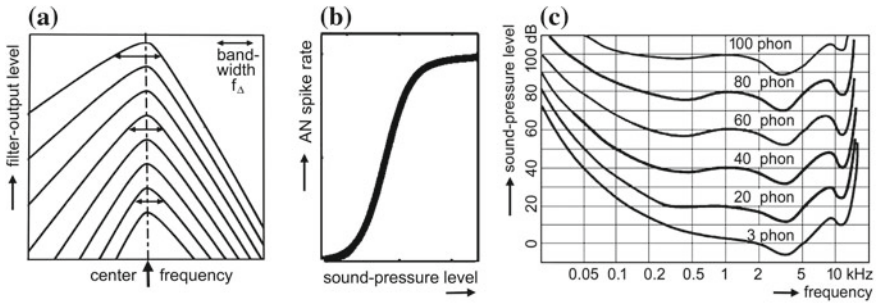 (a)
filter-output level
band-
width
fΔ
center frequency
(b)
AN spike rate
sound-pressure level
(c)
sound-pressure level
100 dB
80
60
40
20
0
100 phon
80 phon
60 phon
40 phon
20 phon
3 phon
0.05 0.1 0.2 0.5 1 2 5 10 kHz
frequency